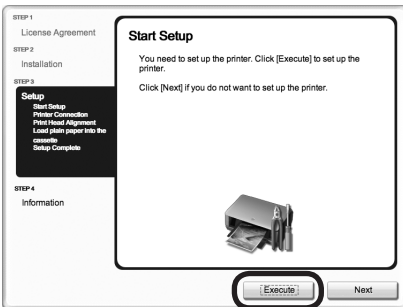 STEP 1
License Agreement
STEP 2
Installation
STEP 3
Setup
Start Setup
Printer Connection
Print Head Alignment
Load plain paper into the
cassette
Setup Complete
STEP 4
Information
Start Setup
You need to set up the printer. Click [Execute] to set up the
printer.
Click [Next] if you do not want to set up the printer.
Execute
Next